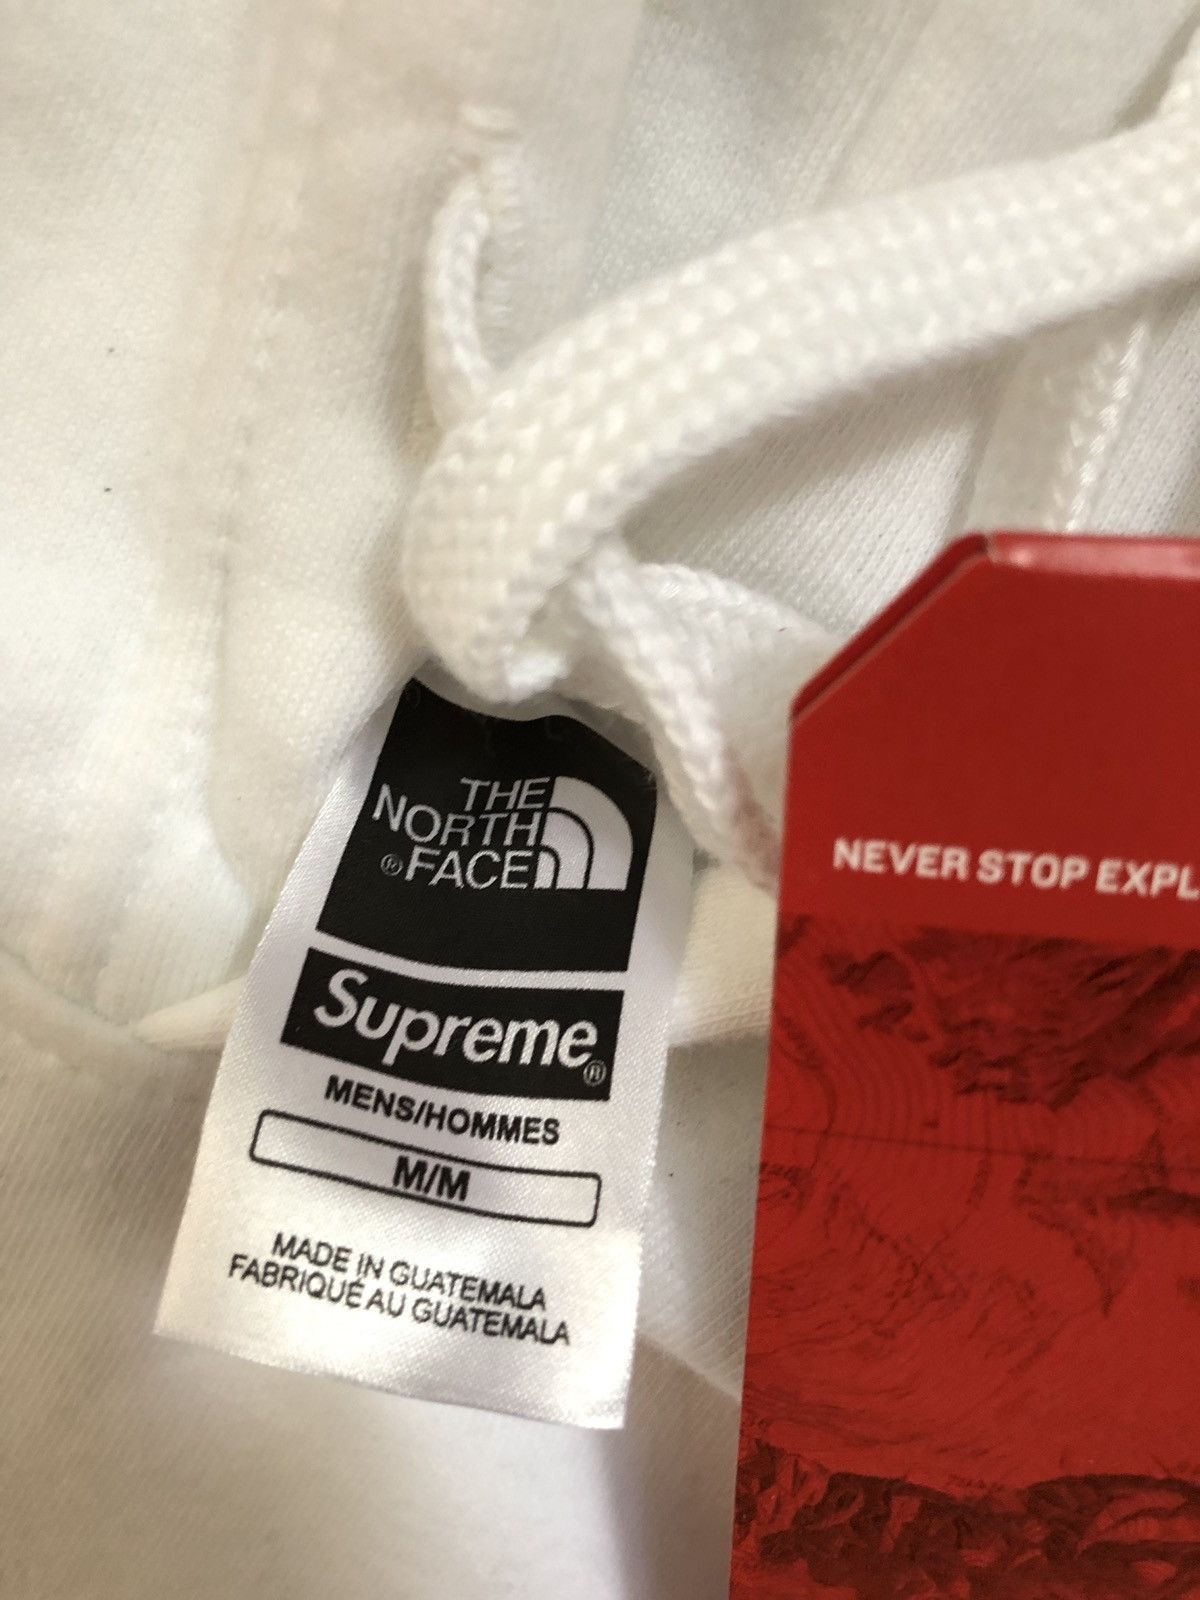 THE
NORTH
® FACE
Supreme®
MENS/HOMMES
M/M
MADE IN GUATEMALA
FABRIQUÉ AU GUATEMALA
NEVER STOP EXPL